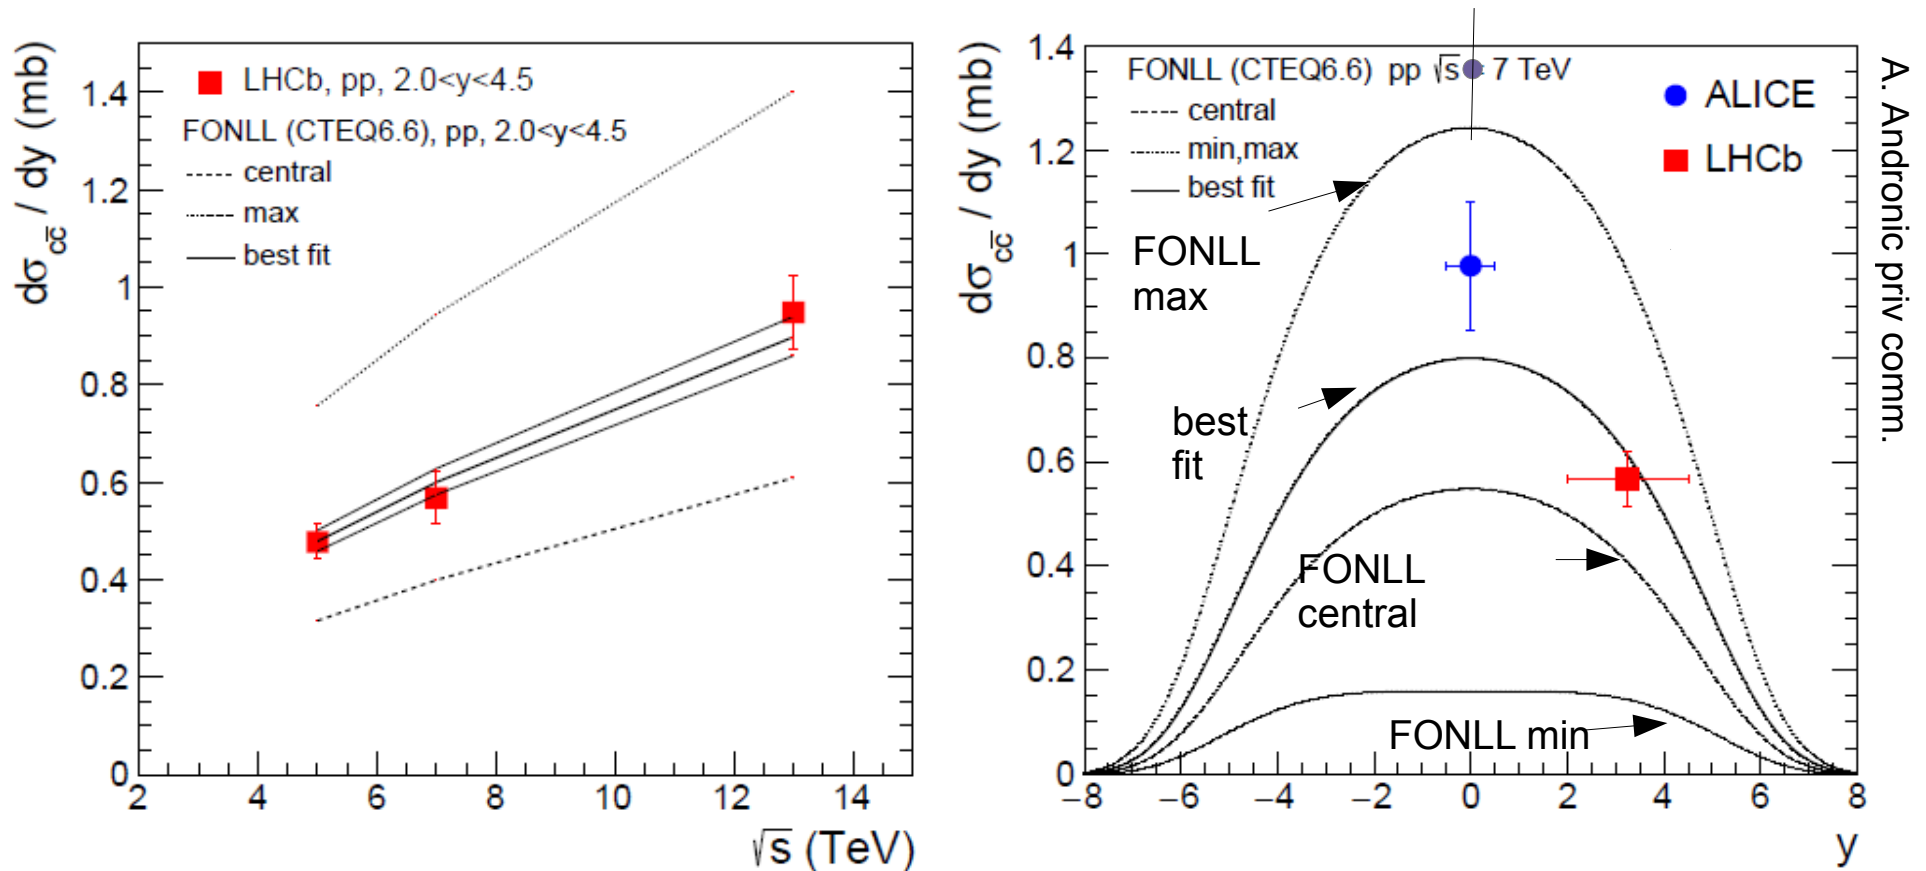 dσcc̅ / dy (mb)
1.4
1.2
1
0.8
0.6
0.4
0.2
0
LHCb, pp, 2.0<y<4.5
FONLL (CTEQ6.6), pp, 2.0<y<4.5
central
max
best fit
2 4 6 8 10 12 14
√s (TeV)
dσcc̅ / dy (mb)
1.4
1.2
1
0.8
0.6
0.4
0.2
0
FONLL (CTEQ6.6) pp √s 7 TeV
central
min,max
best fit
ALICE
LHCb
FONLL
max
best
fit
FONLL
central
FONLL min
−8 −6 −4 −2 0 2 4 6 8
y
A. Andronic priv comm.